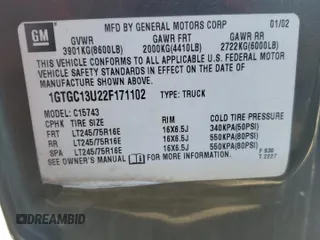 GM
MFD BY GENERAL MOTORS CORP 01/02
GVWR GAWR FRT GAWR RR
3901KG(8600LB) 2000KG(4410LB) 2722KG(6000LB)
THIS VEHICLE CONFORMS TO ALL APPLICABLE U.S. FEDERAL
MOTOR VEHICLE SAFETY STANDARDS IN EFFECT ON THE DATE OF
MANUFACTURE SHOWN ABOVE.
1GTGC13U22F171102 TYPE: TRUCK
MODEL: C15743
CPHK TIRE SIZE RIM COLD TIRE PRESSURE
FRT LT245/75R16E 16X6.5J 340KPA(50PSI)
RR LT245/75R16E 16X6.5J 550KPA(80PSI)
SPA LT245/75R16E 16X6.5J 550KPA(80PSI)
SEE OWNER'S MANUAL FOR MORE INFORMATION
T 2227
DREAMBID